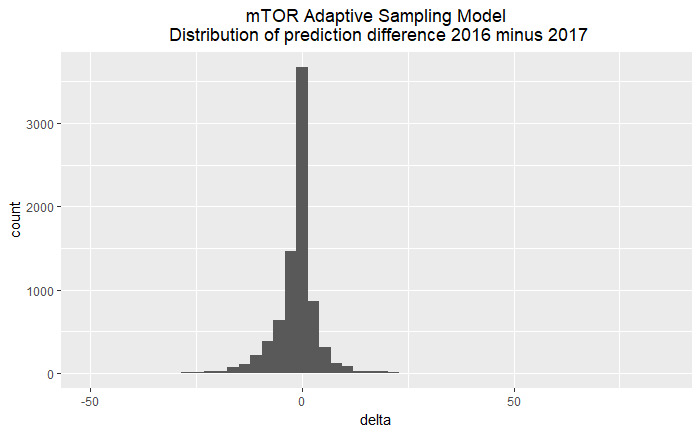 mTOR Adaptive Sampling Model
Distribution of prediction difference 2016 minus 2017
3000
2000
1000
0
count
-50
0
50
delta